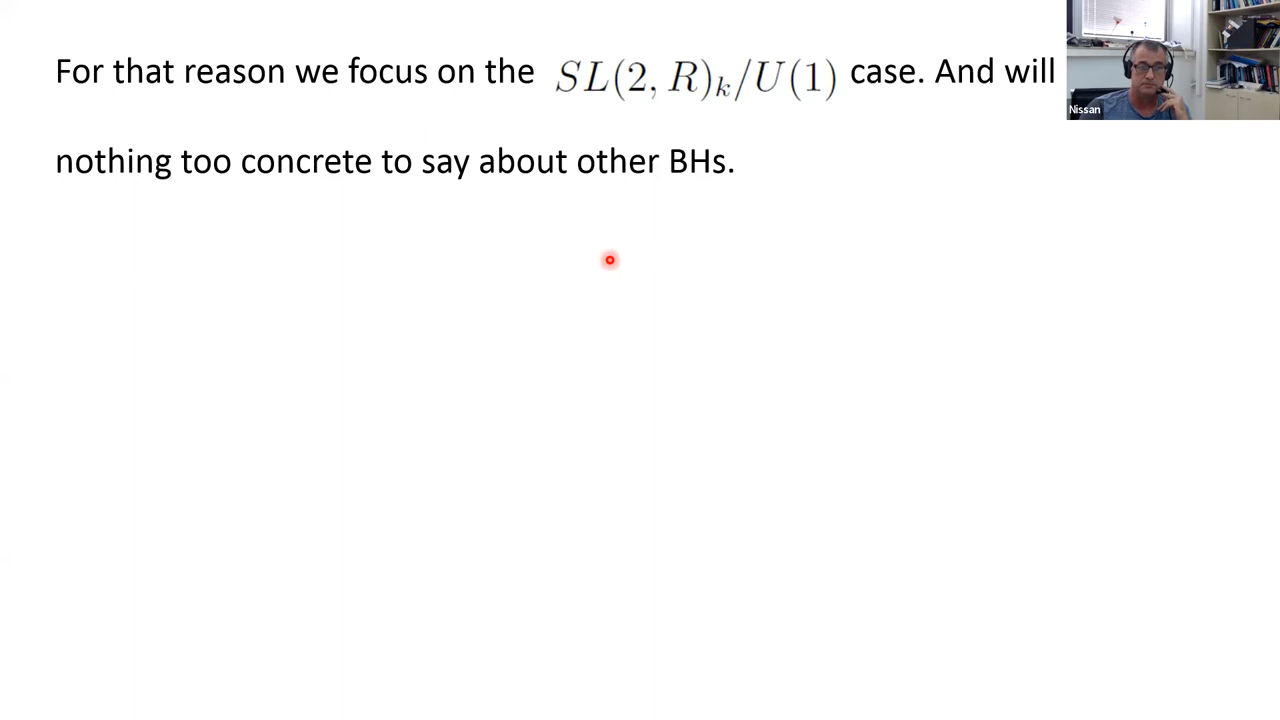 For that reason we focus on the SL(2, R)_k/U(1) case. And will
nothing too concrete to say about other BHs.
Nissan